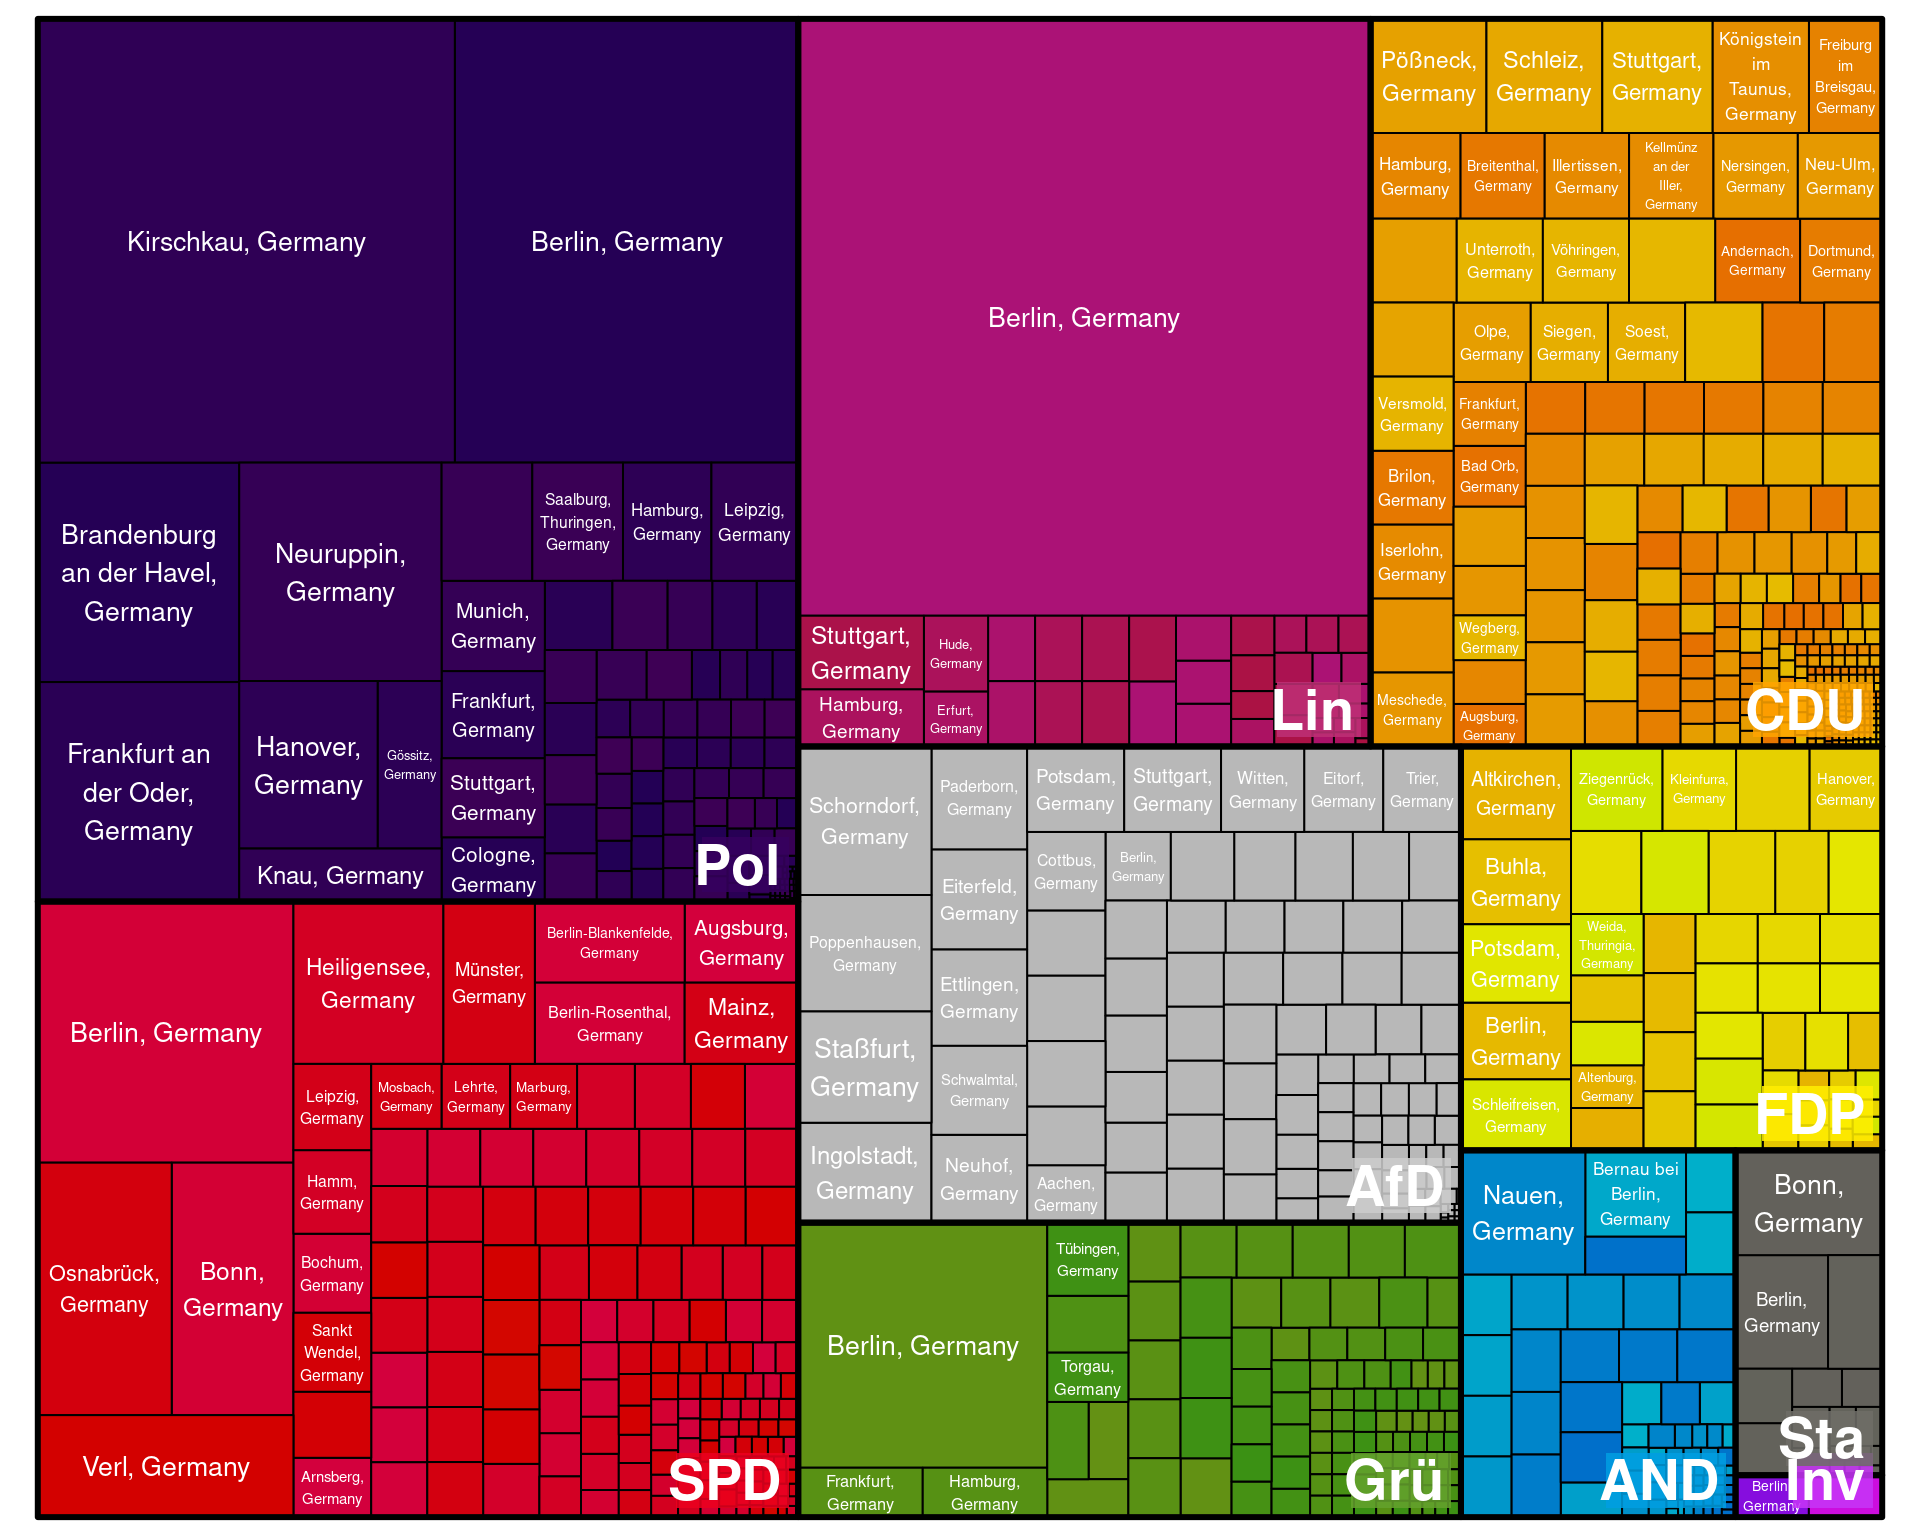 Kirschkau, Germany
Berlin, Germany
Brandenburg
an der Havel,
Germany
Neuruppin,
Germany
Saalburg,
Thuringen,
Germany
Hamburg,
Germany
Leipzig,
Germany
Munich,
Germany
Frankfurt an
der Oder,
Germany
Hanover,
Germany
Gössitz,
Germany
Frankfurt,
Germany
Stuttgart,
Germany
Knau, Germany
Cologne,
Germany
Pol
Berlin, Germany
Stuttgart,
Germany
Hude,
Germany
Hamburg,
Germany
Erfurt,
Germany
Lin
Pößneck,
Germany
Schleiz,
Germany
Stuttgart,
Germany
Königstein
im
Taunus,
Germany
Freiburg
im
Breisgau,
Germany
Hamburg,
Germany
Breitenthal,
Germany
Illertissen,
Germany
Kellmünz
an der
Iller,
Germany
Nersingen,
Germany
Neu-Ulm,
Germany
Unterroth,
Germany
Vöhringen,
Germany
Andernach,
Germany
Dortmund,
Germany
Olpe,
Germany
Siegen,
Germany
Soest,
Germany
Versmold,
Germany
Frankfurt,
Germany
Brilon,
Germany
Bad Orb,
Germany
Iserlohn,
Germany
Wegberg,
Germany
Meschede,
Germany
Augsburg,
Germany
CDU
Berlin, Germany
Heiligensee,
Germany
Münster,
Germany
Berlin-Blankenfelde,
Germany
Augsburg,
Germany
Berlin-Rosenthal,
Germany
Mainz,
Germany
Leipzig,
Germany
Mosbach,
Germany
Lehrte,
Germany
Marburg,
Germany
Osnabrück,
Germany
Bonn,
Germany
Hamm,
Germany
Bochum,
Germany
Sankt
Wendel,
Germany
Verl, Germany
Arnsberg,
Germany
SPD
Schorndorf,
Germany
Paderborn,
Germany
Potsdam,
Germany
Stuttgart,
Germany
Witten,
Germany
Eitorf,
Germany
Trier,
Germany
Cottbus,
Germany
Berlin,
Germany
Eiterfeld,
Germany
Poppenhausen,
Germany
Ettlingen,
Germany
Staßfurt,
Germany
Schwalmtal,
Germany
Ingolstadt,
Germany
Neuhof,
Germany
Aachen,
Germany
AfD
Altkirchen,
Germany
Ziegenrück,
Germany
Kleinfurra,
Germany
Hanover,
Germany
Buhla,
Germany
Potsdam,
Germany
Weida,
Thuringia,
Germany
Berlin,
Germany
Altenburg,
Germany
Schleifreisen,
Germany
FDP
Berlin, Germany
Tübingen,
Germany
Torgau,
Germany
Frankfurt,
Germany
Hamburg,
Germany
Grü
Nauen,
Germany
Bernau bei
Berlin,
Germany
AND
Bonn,
Germany
Berlin,
Germany
Sta
Berlin,
Germany
Inv